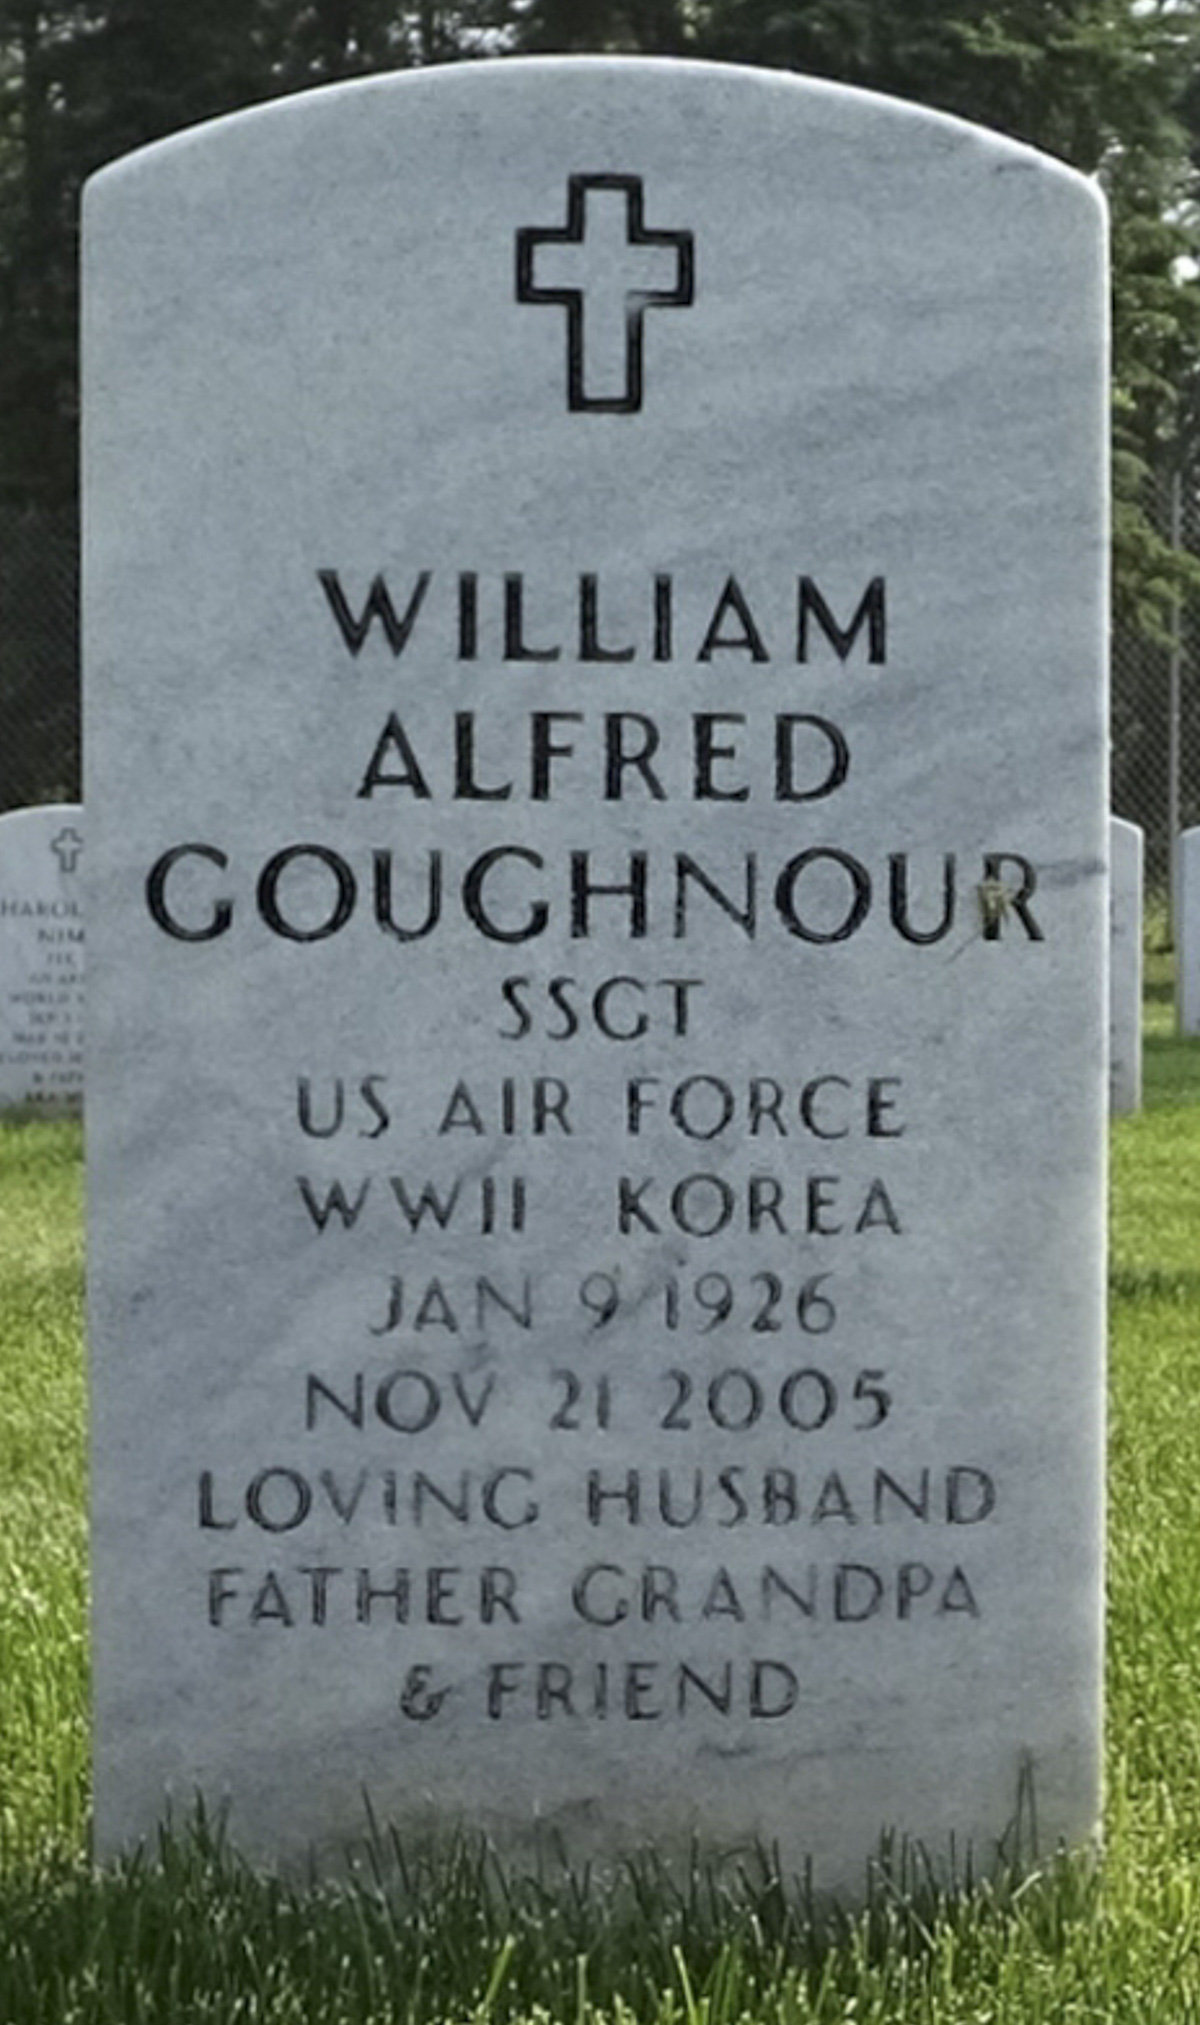 WILLIAM
ALFRED
GOUGHNOUR
SSGT
US AIR FORCE
WWII KOREA
JAN 9 1926
NOV 21 2005
LOVING HUSBAND
FATHER GRANDPA
& FRIEND